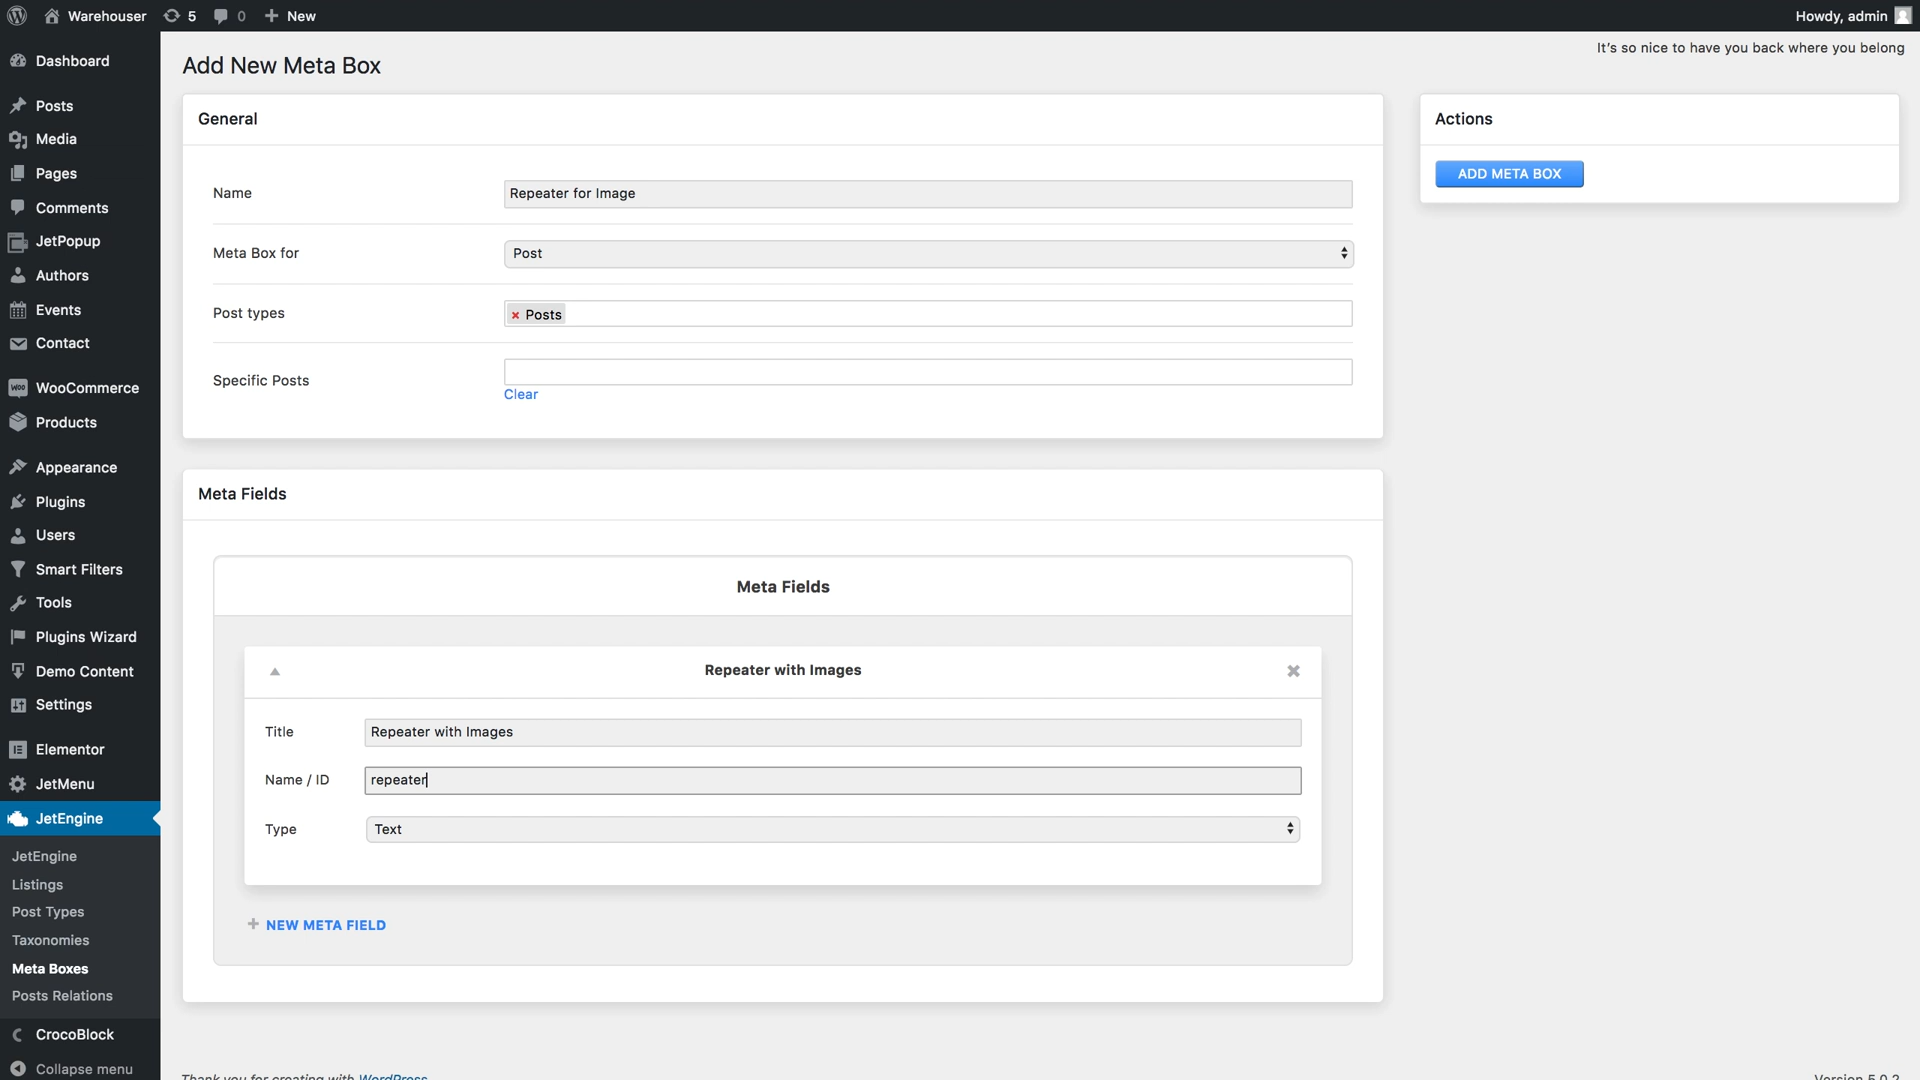 Warehouser 5 0 New Howdy, admin
It's so nice to have you back where you belong
Dashboard
Posts
Media
Pages
Comments
JetPopup
Authors
Events
Contact
WOO WooCommerce
Products
Appearance
Plugins
Users
Smart Filters
Tools
Plugins Wizard
Demo Content
Settings
Elementor
JetMenu
JetEngine
JetEngine
Listings
Post Types
Taxonomies
Meta Boxes
Posts Relations
CrocoBlock
Collapse menu
Add New Meta Box
General
Name Repeater for Image
Meta Box for Post
Post types × Posts
Specific Posts
Clear
Meta Fields
Meta Fields
Repeater with Images
Title Repeater with Images
Name / ID repeater
Type Text
+ NEW META FIELD
Actions
ADD META BOX
Thank you for creating with WordPress
Version 5.0.2